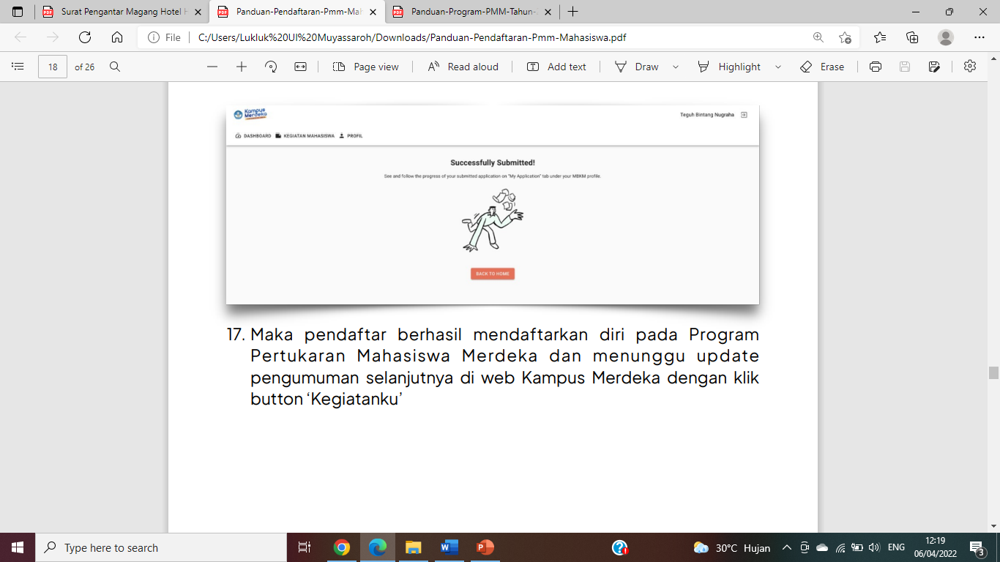 Surat Pengantar Magang Hotel H
Panduan-Pendaftaran-Pmm-Mah
Panduan-Program-PMM-Tahun-
File
C:/Users/Lukluk%20Ul%20Muyassaroh/Downloads/Panduan-Pendaftaran-Pmm-Mahasiswa.pdf
18 of 26
Page view
Read aloud
Add text
Draw
Highlight
Erase
Kampus
Merdeka
Teguh Bintang Nugraha
DASHBOARD KEGIATAN MAHASISWA PROFIL
Successfully Submitted!
See and follow the progress of your submitted application on "My Application" tab under your MBKM profile.
BACK TO HOME
17. Maka pendaftar berhasil mendaftarkan diri pada Program
Pertukaran Mahasiswa Merdeka dan menunggu update
pengumuman selanjutnya di web Kampus Merdeka dengan klik
button ‘Kegiatanku’
Type here to search
30°C Hujan
ENG
12:19
06/04/2022
3